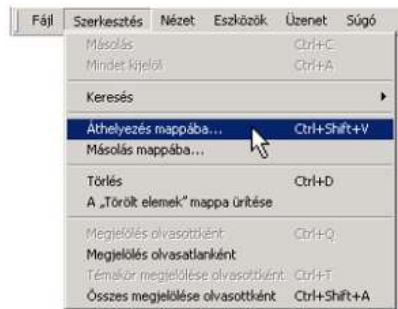 Fájl Szerkesztés Nézet Eszközök Üzenet Súgó
Másolás Ctrl+C
Mindet kijelöl Ctrl+A
Keresés
Áthelyezés mappába... Ctrl+Shift+V
Másolás mappába...
Törlés Ctrl+D
A „Törölt elemek” mappa ürítése
Megjelölés olvasottként Ctrl+Q
Megjelölés olvasatlanként
Témakör megjelölése olvasottként Ctrl+T
Összes megjelölése olvasottként Ctrl+Shift+A